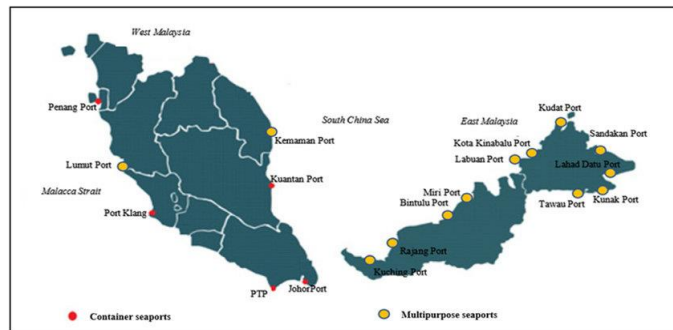 West Malaysia
Penang Port
South China Sea
East Malaysia
Kudat Port
Kemaman Port
Kota Kinabalu Port
Sandakan Port
Labuan Port
Lahad Datu Port
Lumut Port
Kuantan Port
Malacca Strait
Miri Port
Tawau Port
Kunak Port
Bintulu Port
Port Klang
Rajang Port
Kuching Port
PTP
JohorPort
Container seaports
Multipurpose seaports